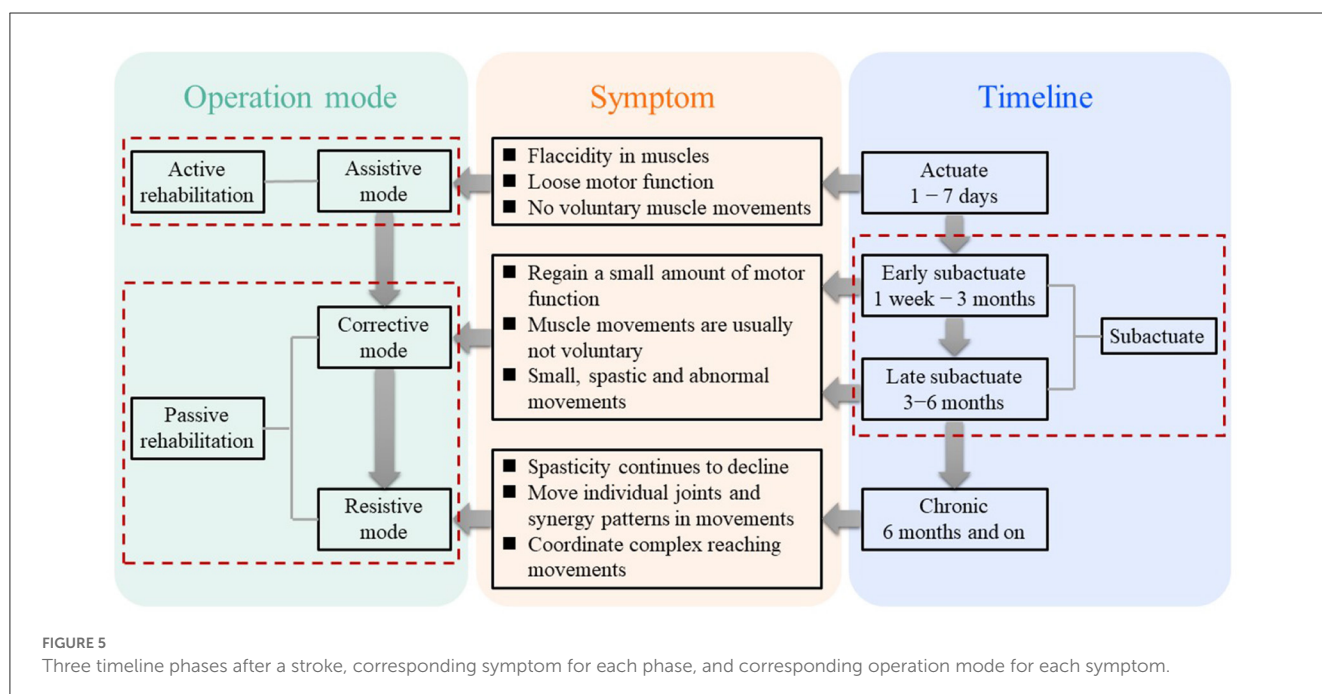 Operation mode
Symptom
Timeline
Active
rehabilitation
Assistive
mode
■ Flaccidity in muscles
■ Loose motor function
■ No voluntary muscle movements
Actuate
1 − 7 days
Corrective
mode
Passive
rehabilitation
Resistive
mode
■ Regain a small amount of motor
function
■ Muscle movements are usually
not voluntary
■ Small, spastic and abnormal
movements
Early subactuate
1 week − 3 months
Subactuate
Late subactuate
3−6 months
■ Spasticity continues to decline
■ Move individual joints and
synergy patterns in movements
■ Coordinate complex reaching
movements
Chronic
6 months and on
FIGURE 5
Three timeline phases after a stroke, corresponding symptom for each phase, and corresponding operation mode for each symptom.